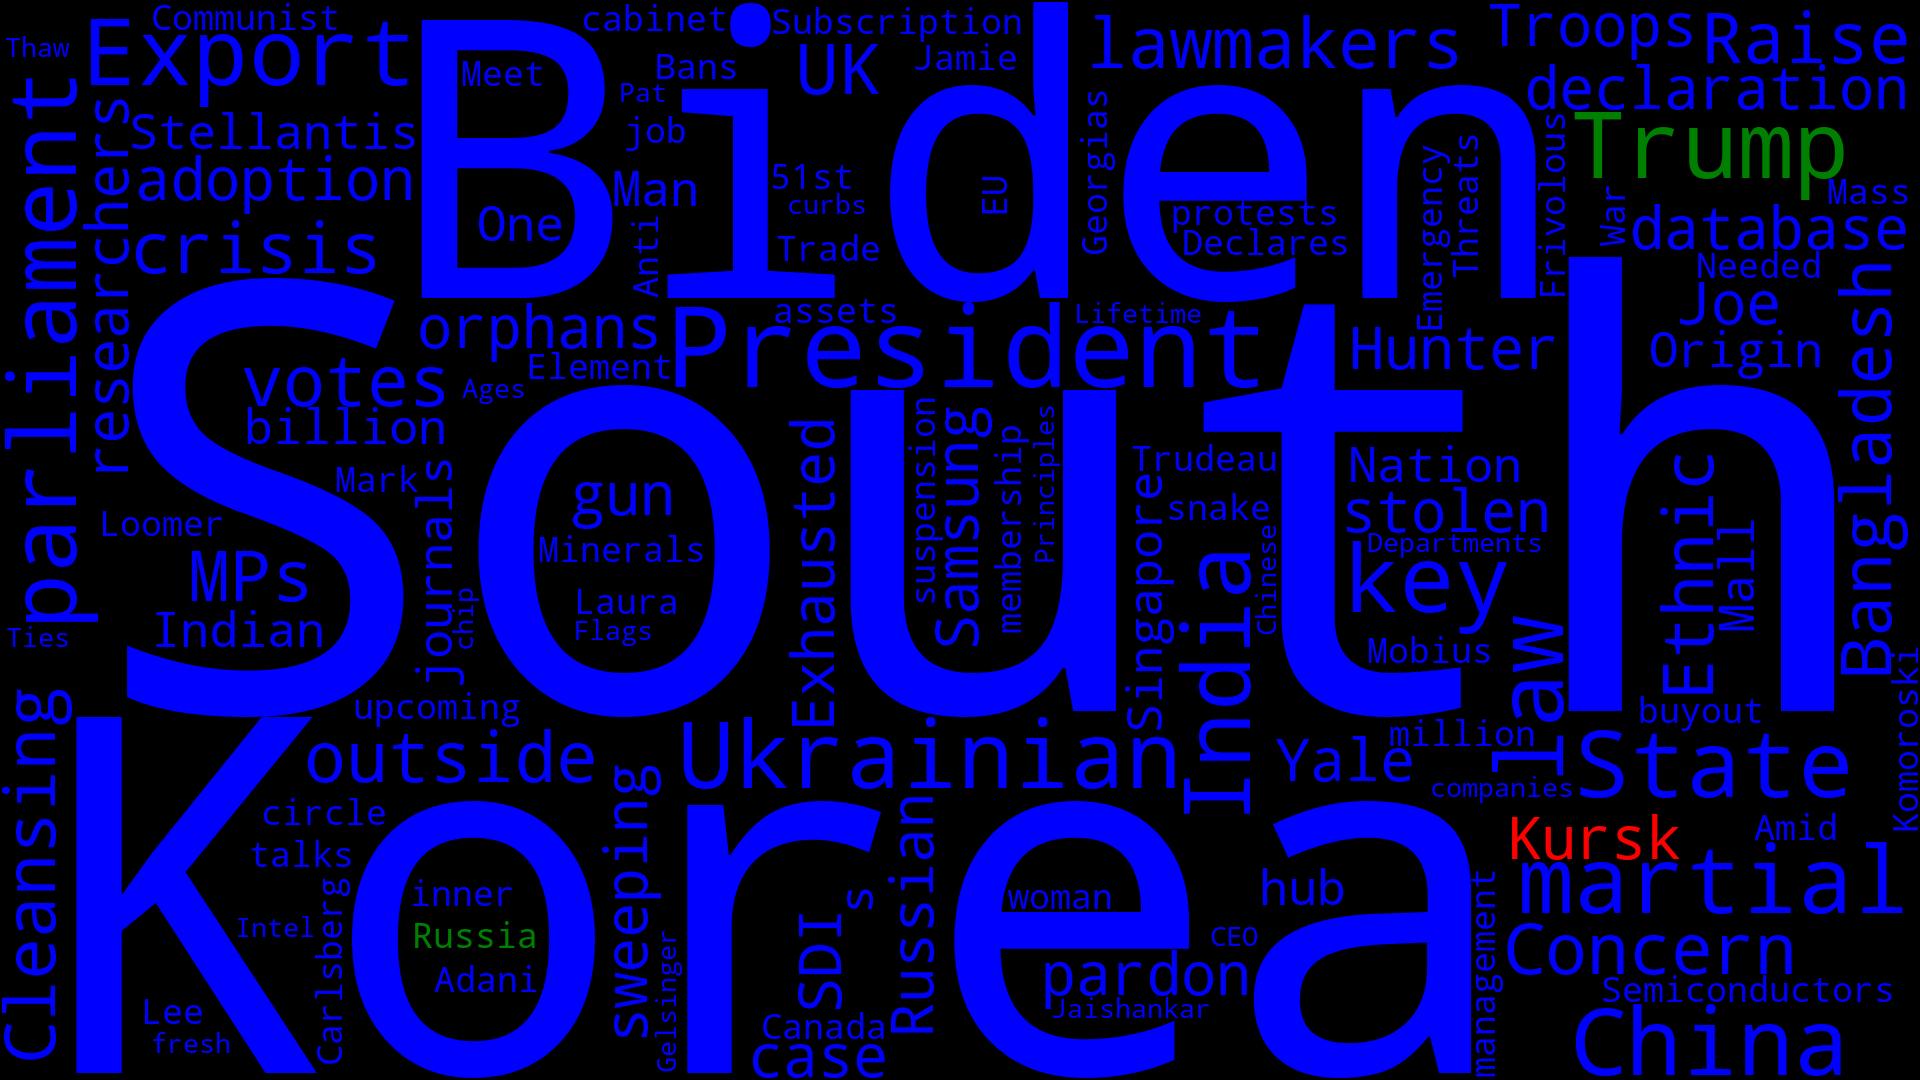 Communist
cabinet
Subscription
Thaw
Export
Biden
Meet
Bans
UK
Jamie
lawmakers
Troops
Raise
Pat
declaration
parliament
researchers
Stellantis
job
Trump
adoption
Man
51st
curbs
EU
Georgias
Emergency
Threats
Frivolous
War
Mass
database
One
Anti
Trade
protests
Declares
crisis
Needed
Joe
Bangladesh
South
orphans
assets
President
Lifetime
Hunter
Origin
votes
Ages
Element
billion
Mark
journals
gun
Exhausted
suspension
Samsung
membership
Principles
Trudeau
Singapore
snake
Chinese
India
Nation
stolen
Departments
key
Ethnic
Mall
Loomer
MPs
Minerals
Laura
Flags
chip
Indian
Ties
Mobius
law
Komoroski
upcoming
buyout
Cleansing
Korea
outside
Ukrainian
Yale
million
State
companies
circle
talks
sweeping
Russian
Kursk
Amid
martial
inner
s
woman
hub
Intel
Carlsberg
Russia
SDI
CEO
management
Concern
Adani
Gelsinger
pardon
Jaishankar
Semiconductors
Lee
fresh
Canada
case
China